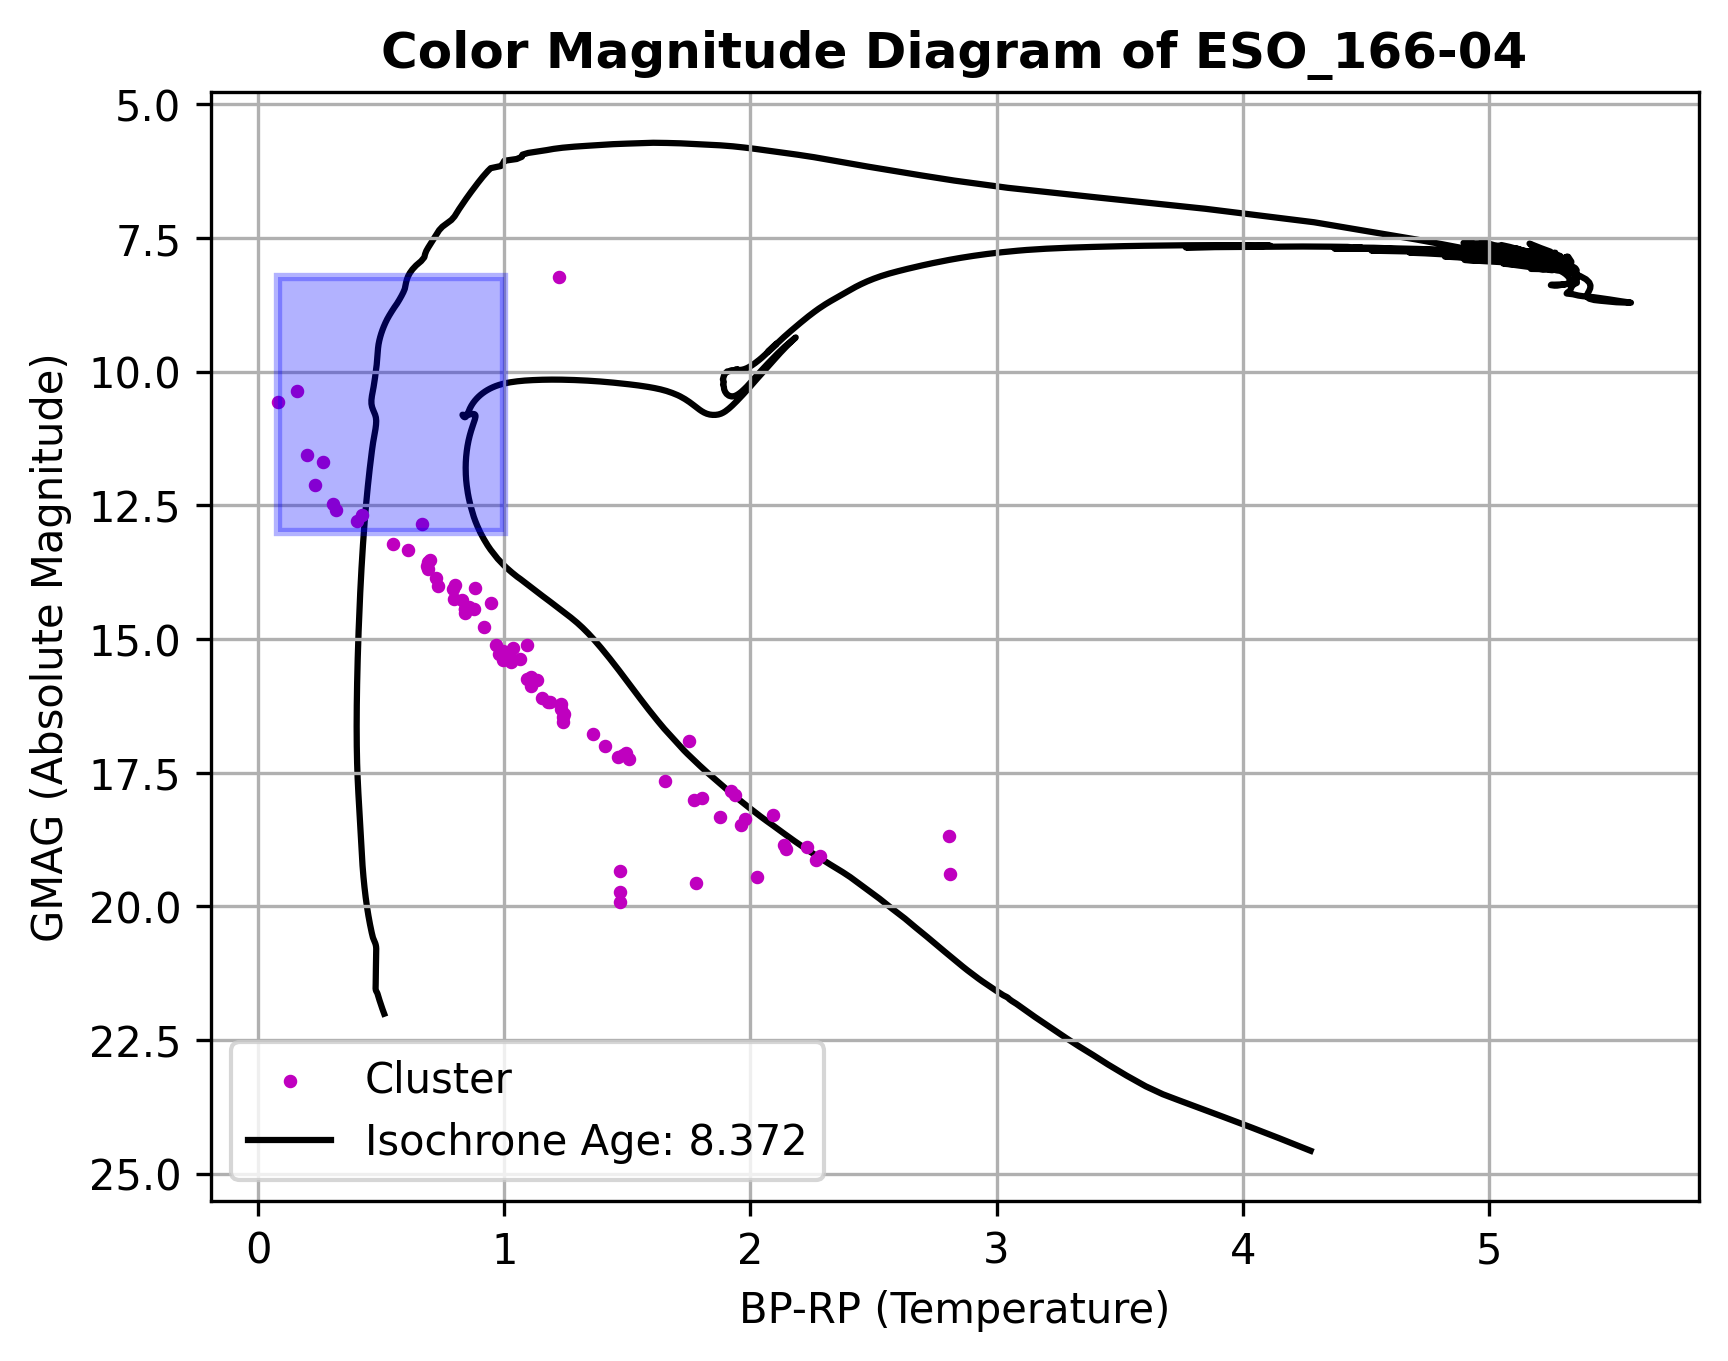 Color Magnitude Diagram of ESO_166-04
GMAG (Absolute Magnitude)
5.0
7.5
10.0
12.5
15.0
17.5
20.0
22.5
25.0
Cluster
Isochrone Age: 8.372
0 1 2 3 4 5
BP-RP (Temperature)